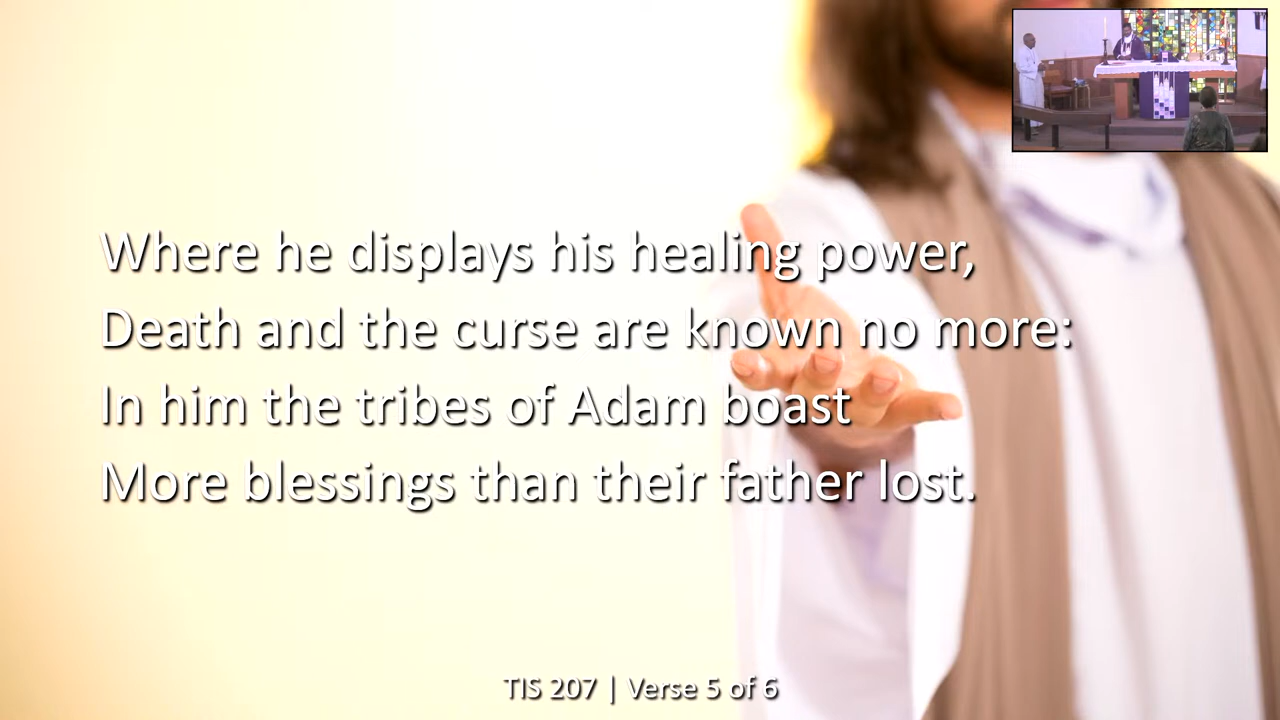 Where he displays his healing power,
Death and the curse are known no more:
In him the tribes of Adam boast
More blessings than their father lost.
TIS 207 | Verse 5 of 6